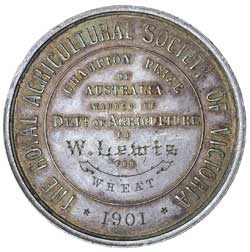 THE ROYAL AGRICULTURAL SOCIETY OF VICTORIA
CHAMPION PRIZE
OF
AUSTRALIA
AWARDED BY
DEPT OF AGRICULTURE
TO
W. Lewis
FOR
WHEAT
* 1901 *